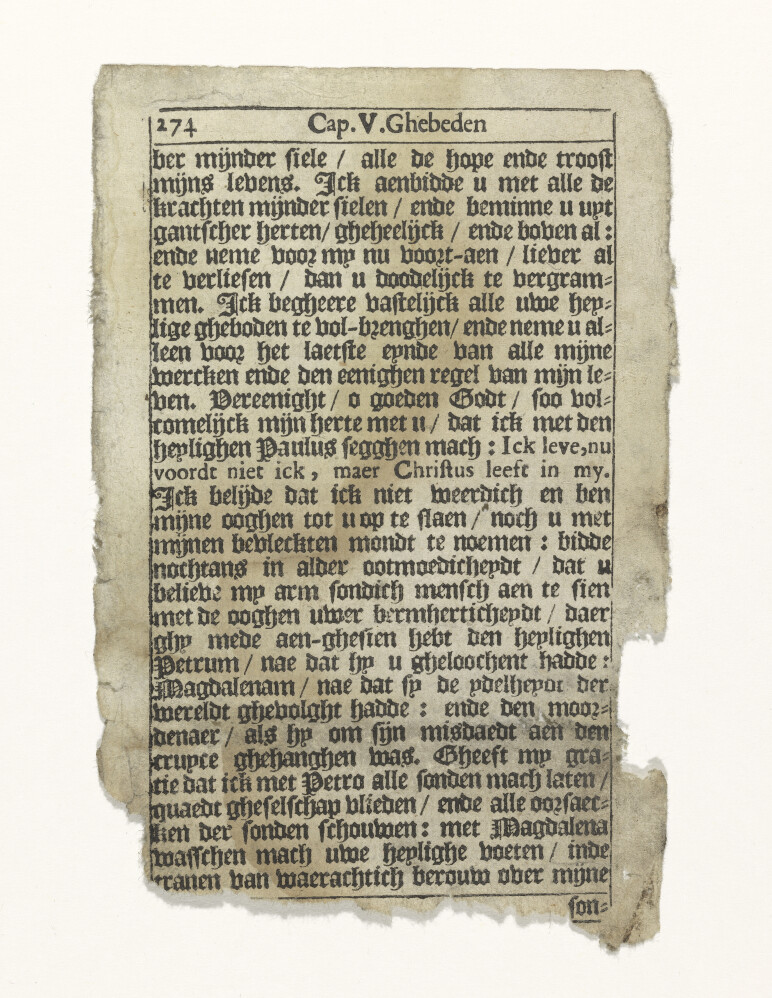 274 Cap. V. Ghebeden
ber mijnder siele / alle de hope ende troost
mijns levens. Ick aenbidde u met alle de
krachten mijnder sielen / ende beminne u uyt
gantscher herten/ gheheelijck / ende boven al :
ende neme voor my nu voort-aen / liever al
te verliesen / dan u doodelijck te vergram-
men. Ick begheere vastelijck alle uwe hey-
lige gheboden te vol-brenghen/ ende neme u al-
leen voor het laetste eynde van alle mijne
wercken ende den eenighen regel van mijn le-
ven. Vereenight / o goeden Godt / soo vol-
comelijck mijn herte met u / dat ick met den
heylighen Paulus segghen mach : Ick leve,nu
voordt niet ick, maer Christus leeft in my.
Ick belijde dat ick niet weerdich en ben
mijne ooghen tot u op te slaen / noch u met
mijnen bevleckten mondt te noemen : bidde
nochtans in alder ootmoedicheydt / dat u
believe my arm sondich mensch aen te sien
met de ooghen uwer bermherticheydt / daer
ghy mede aen-ghesien hebt den heylighen
Petrum / nae dat hy u gheloochent hadde :
Magdalenam / nae dat sy de ydelheydt der
wereldt ghevolght hadde : ende den moor-
denaer / als hy om sijn misdaedt aen den
cruyce ghehanghen was. Gheeft my gra-
tie dat ick met Petro alle sonden mach laten /
quaedt gheselschap vlieden / ende alle oorsaec-
ken der sonden schouwen : met Magdalena
wasschen mach uwe heylighe voeten / inde
tranen van waerachtich berouw over mijne
son-